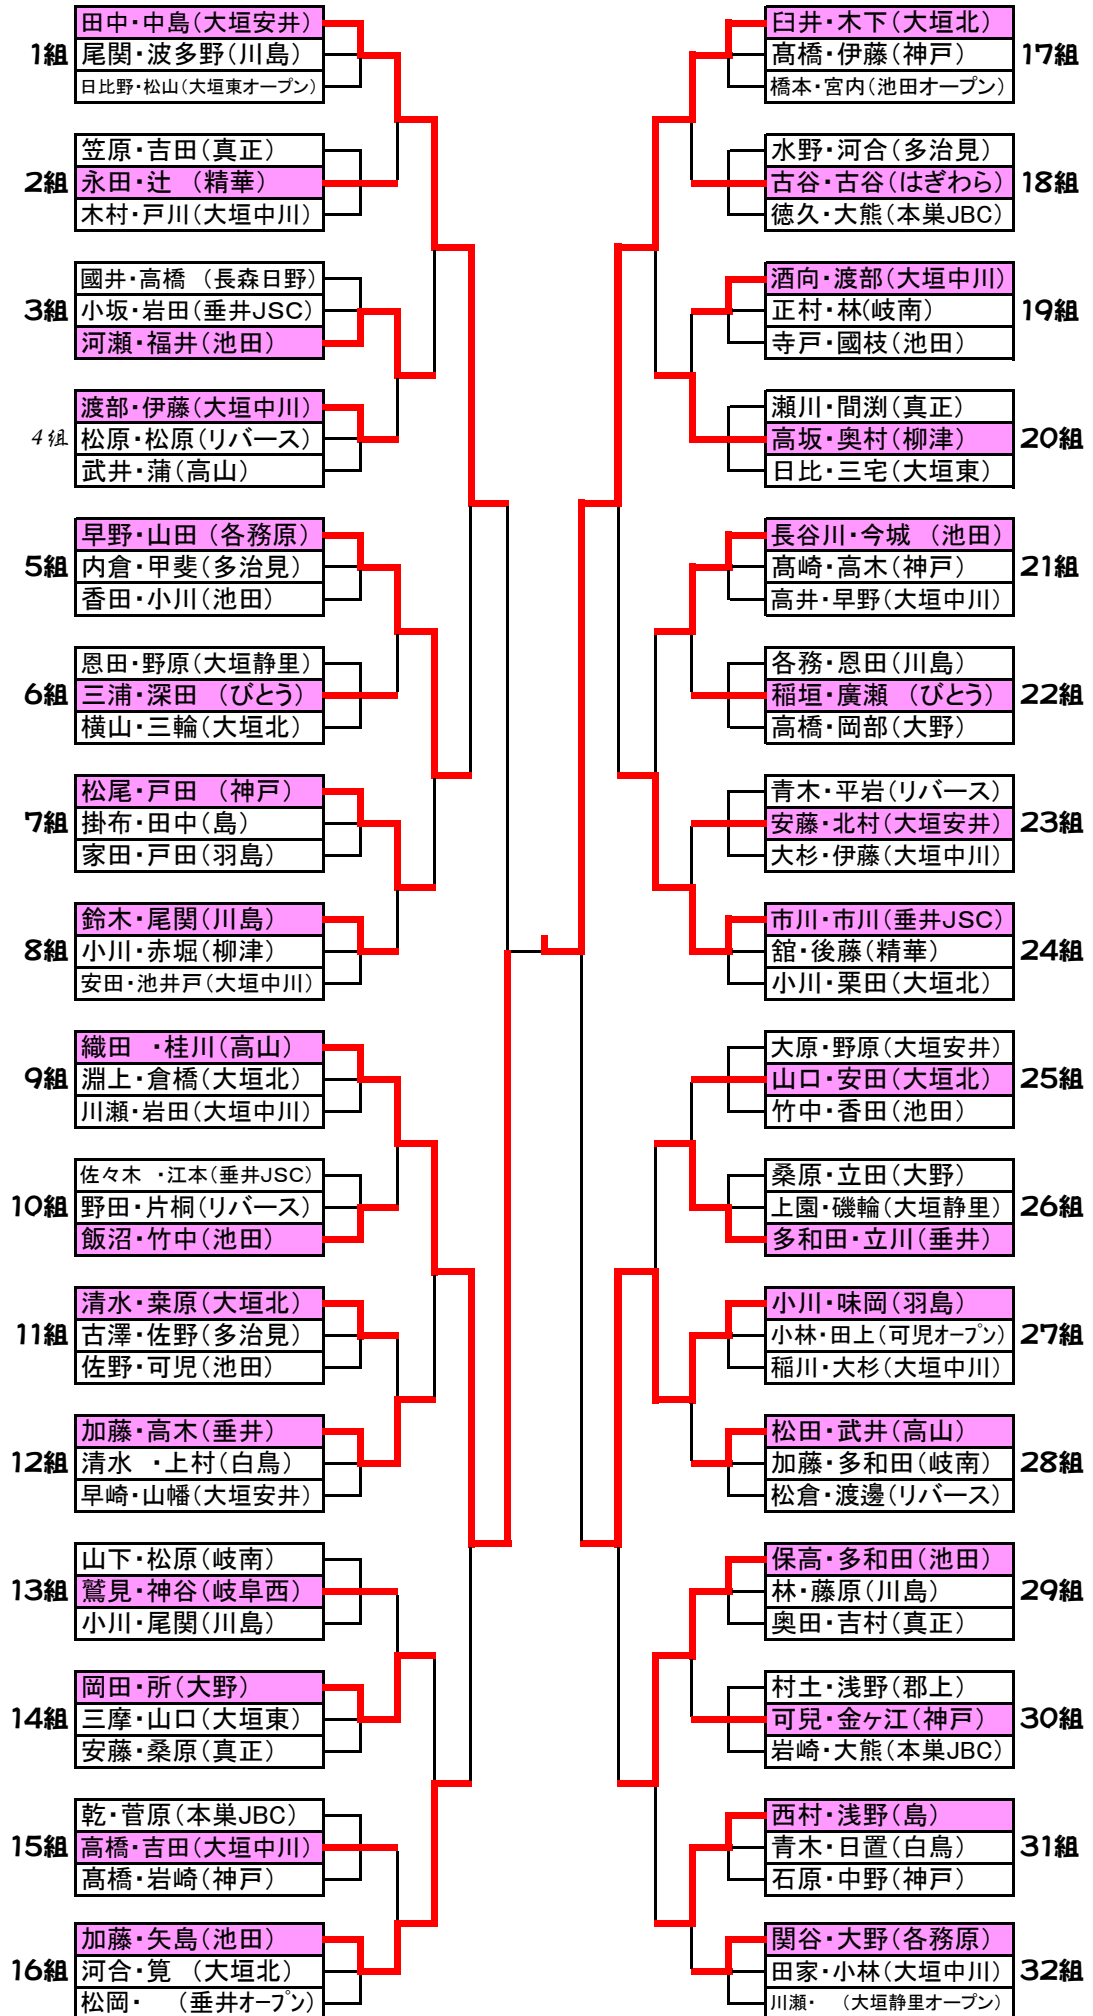 1組
田中・中島(大垣安井)
尾関・波多野(川島)
日比野・松山(大垣東オープン)
2組
笠原・吉田(真正)
永田・辻　(精華)
木村・戸川(大垣中川)
3組
國井・高橋　(長森日野)
小坂・岩田(垂井JSC)
河瀬・福井(池田)
4組
渡部・伊藤(大垣中川)
松原・松原(リバース)
武井・蒲(高山)
5組
早野・山田 (各務原)
内倉・甲斐(多治見)
香田・小川(池田)
6組
恩田・野原(大垣静里)
三浦・深田　(びとう)
横山・三輪(大垣北)
7組
松尾・戸田　(神戸)
掛布・田中(島)
家田・戸田(羽島)
8組
鈴木・尾関(川島)
小川・赤堀(柳津)
安田・池井戸(大垣中川)
9組
織田　・桂川(高山)
淵上・倉橋(大垣北)
川瀬・岩田(大垣中川)
10組
佐々木　・江本(垂井JSC)
野田・片桐(リバース)
飯沼・竹中(池田)
11組
清水・桒原(大垣北)
古澤・佐野(多治見)
佐野・可児(池田)
12組
加藤・高木(垂井)
清水　・上村(白鳥)
早崎・山幡(大垣安井)
13組
山下・松原(岐南)
鷲見・神谷(岐阜西)
小川・尾関(川島)
14組
岡田・所(大野)
三摩・山口(大垣東)
安藤・桑原(真正)
15組
乾・菅原(本巣JBC)
高橋・吉田(大垣中川)
髙橋・岩崎(神戸)
16組
加藤・矢島(池田)
河合・筧　(大垣北)
松岡・　(垂井オープン)
17組
臼井・木下(大垣北)
髙橋・伊藤(神戸)
橋本・宮内(池田オープン)
18組
水野・河合(多治見)
古谷・古谷(はぎわら)
徳久・大熊(本巣JBC)
19組
酒向・渡部(大垣中川)
正村・林(岐南)
寺戸・國枝(池田)
20組
瀬川・間渕(真正)
高坂・奥村(柳津)
日比・三宅(大垣東)
21組
長谷川・今城　(池田)
髙崎・高木(神戸)
高井・早野(大垣中川)
22組
各務・恩田(川島)
稲垣・廣瀬　(びとう)
高橋・岡部(大野)
23組
青木・平岩(リバース)
安藤・北村(大垣安井)
大杉・伊藤(大垣中川)
24組
市川・市川(垂井JSC)
舘・後藤(精華)
小川・栗田(大垣北)
25組
大原・野原(大垣安井)
山口・安田(大垣北)
竹中・香田(池田)
26組
桑原・立田(大野)
上園・磯輪(大垣静里)
多和田・立川(垂井)
27組
小川・味岡(羽島)
小林・田上(可児オープン)
稲川・大杉(大垣中川)
28組
松田・武井(高山)
加藤・多和田(岐南)
松倉・渡邊(リバース)
29組
保高・多和田(池田)
林・藤原(川島)
奥田・吉村(真正)
30組
村土・浅野(郡上)
可兒・金ヶ江(神戸)
岩崎・大熊(本巣JBC)
31組
西村・浅野(島)
青木・日置(白鳥)
石原・中野(神戸)
32組
関谷・大野(各務原)
田家・小林(大垣中川)
川瀬・　(大垣静里オープン)